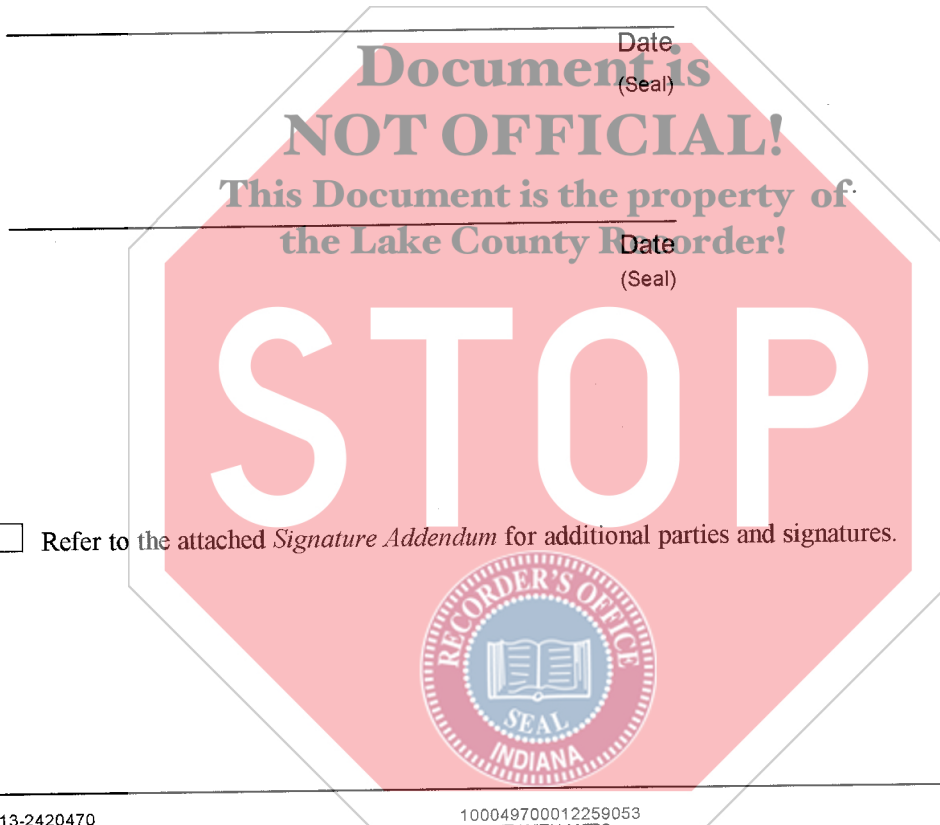 Date
Document is
(Seal)
NOT OFFICIAL!
This Document is the property of
the Lake County Recorder!
Date
(Seal)
STOP
Refer to the attached Signature Addendum for additional parties and signatures.
RECORDER'S OFFICE
SEAL
INDIANA
13-2420470
100049700012259053